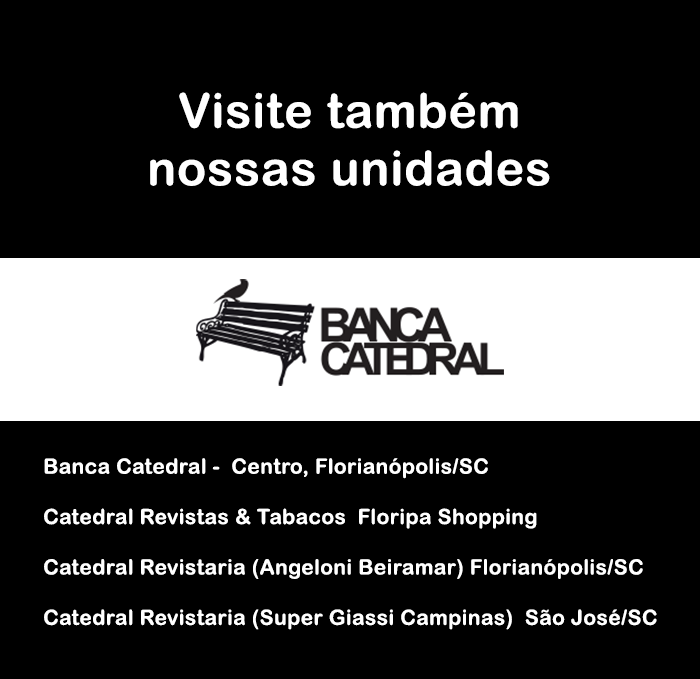 Visite também
nossas unidades
BANCA
CATEDRAL
Banca Catedral -  Centro, Florianópolis/SC
Catedral Revistas & Tabacos  Floripa Shopping
Catedral Revistaria (Angeloni Beiramar) Florianópolis/SC
Catedral Revistaria (Super Giassi Campinas)  São José/SC